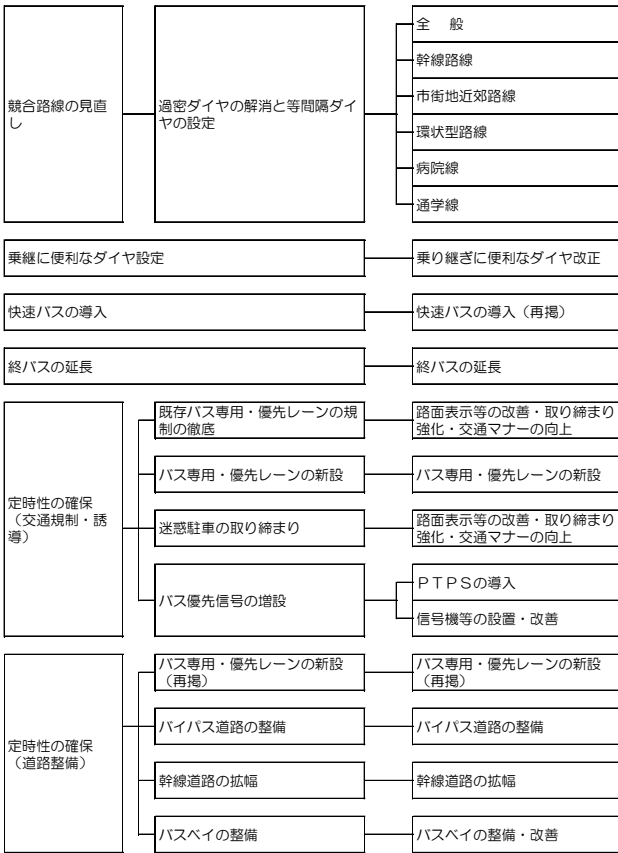 競合路線の見直
し
過密ダイヤの解消と等間隔ダイ
ヤの設定
全　般
幹線路線
市街地近郊路線
環状型路線
病院線
通学線
乗継に便利なダイヤ設定
乗り継ぎに便利なダイヤ改正
快速バスの導入
快速バスの導入（再掲）
終バスの延長
終バスの延長
定時性の確保
（交通規制・誘
導）
既存バス専用・優先レーンの規
制の徹底
路面表示等の改善・取り締まり
強化・交通マナーの向上
バス専用・優先レーンの新設
バス専用・優先レーンの新設
迷惑駐車の取り締まり
路面表示等の改善・取り締まり
強化・交通マナーの向上
バス優先信号の増設
ＰＴＰＳの導入
信号機等の設置・改善
定時性の確保
（道路整備）
バス専用・優先レーンの新設
（再掲）
バス専用・優先レーンの新設
（再掲）
バイパス道路の整備
バイパス道路の整備
幹線道路の拡幅
幹線道路の拡幅
バスベイの整備
バスベイの整備・改善